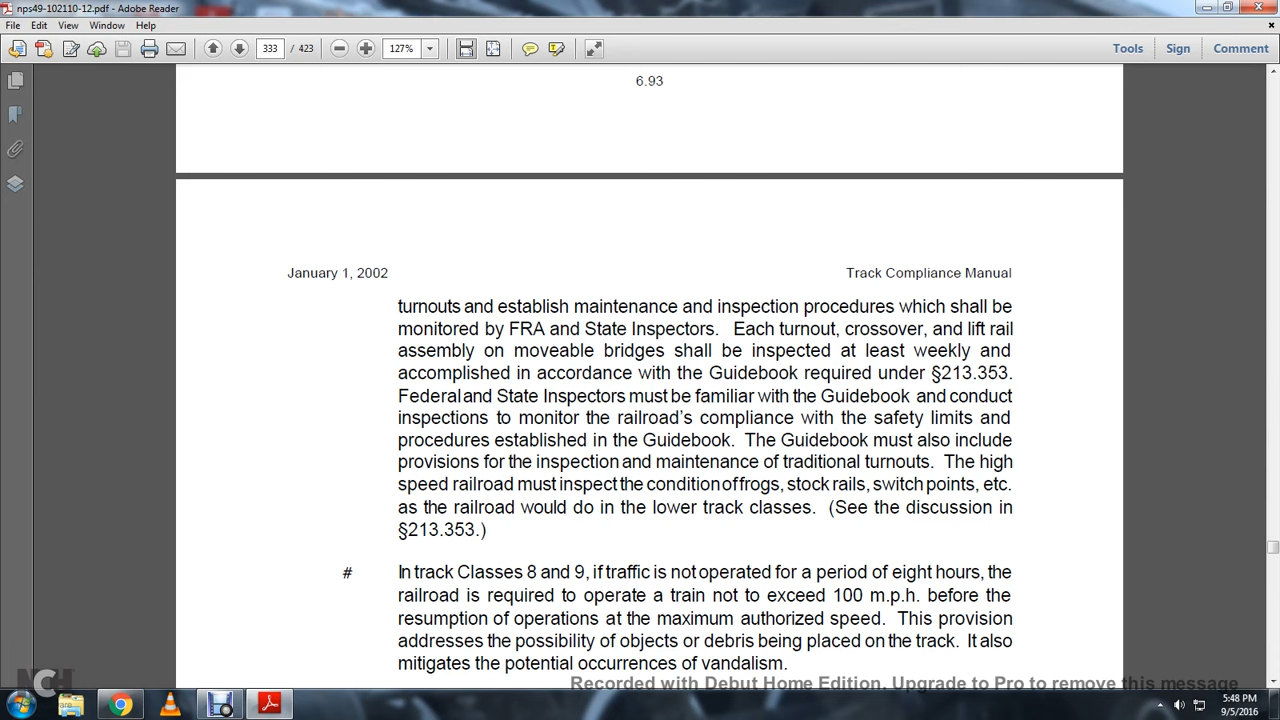 nps49-102110-12.pdf - Adobe Reader
File Edit View Window Help
333 / 423 127% Tools Sign Comment
6.93
January 1, 2002 Track Compliance Manual
turnouts and establish maintenance and inspection procedures which shall be
monitored by FRA and State Inspectors. Each turnout, crossover, and lift rail
assembly on moveable bridges shall be inspected at least weekly and
accomplished in accordance with the Guidebook required under §213.353.
Federal and State Inspectors must be familiar with the Guidebook and conduct
inspections to monitor the railroad's compliance with the safety limits and
procedures established in the Guidebook. The Guidebook must also include
provisions for the inspection and maintenance of traditional turnouts. The high
speed railroad must inspect the condition of frogs, stock rails, switch points, etc.
as the railroad would do in the lower track classes. (See the discussion in
§213.353.)
# In track Classes 8 and 9, if traffic is not operated for a period of eight hours, the
railroad is required to operate a train not to exceed 100 m.p.h. before the
resumption of operations at the maximum authorized speed. This provision
addresses the possibility of objects or debris being placed on the track. It also
mitigates the potential occurrences of vandalism.
NCH
Recorded with Debut Home Edition. Upgrade to Pro to remove this message
5:48 PM
9/5/2016